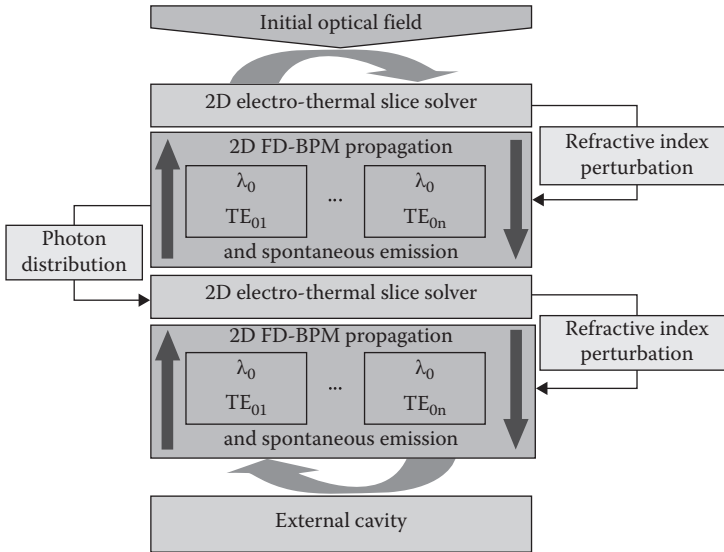 Initial optical field
2D electro-thermal slice solver
2D FD-BPM propagation
λ₀
TE₀₁
...
λ₀
TE₀ₙ
and spontaneous emission
Refractive index
perturbation
Photon
distribution
2D electro-thermal slice solver
2D FD-BPM propagation
λ₀
TE₀₁
...
λ₀
TE₀ₙ
and spontaneous emission
Refractive index
perturbation
External cavity